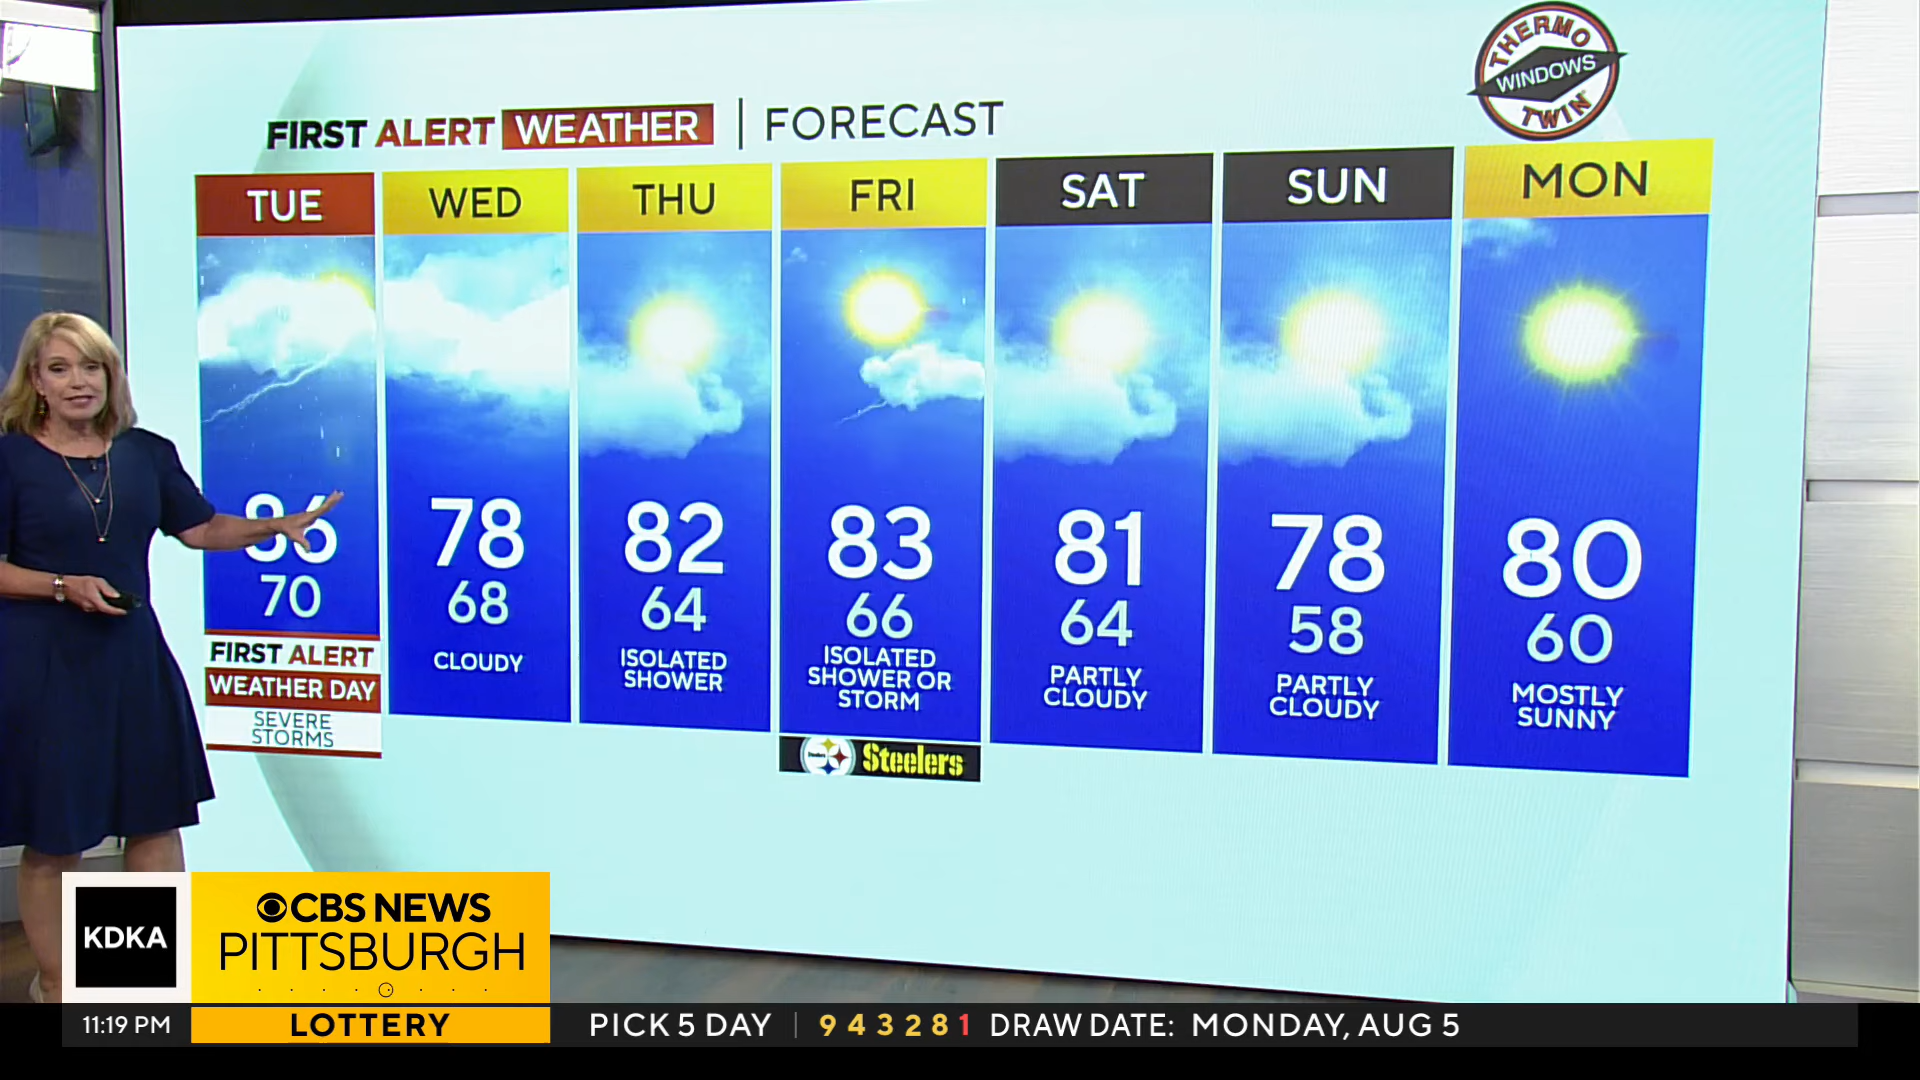 THERMO
WINDOWS
TWIN
FIRST ALERT WEATHER | FORECAST
TUE
86
70
FIRST ALERT
WEATHER DAY
SEVERE
STORMS
WED
78
68
CLOUDY
THU
82
64
ISOLATED
SHOWER
FRI
83
66
ISOLATED
SHOWER OR
STORM
Steelers
Steelers
SAT
81
64
PARTLY
CLOUDY
SUN
78
58
PARTLY
CLOUDY
MON
80
60
MOSTLY
SUNNY
KDKA
CBS NEWS
PITTSBURGH
11:19 PM
LOTTERY
PICK 5 DAY | 9 4 3 2 8 1 DRAW DATE: MONDAY, AUG 5